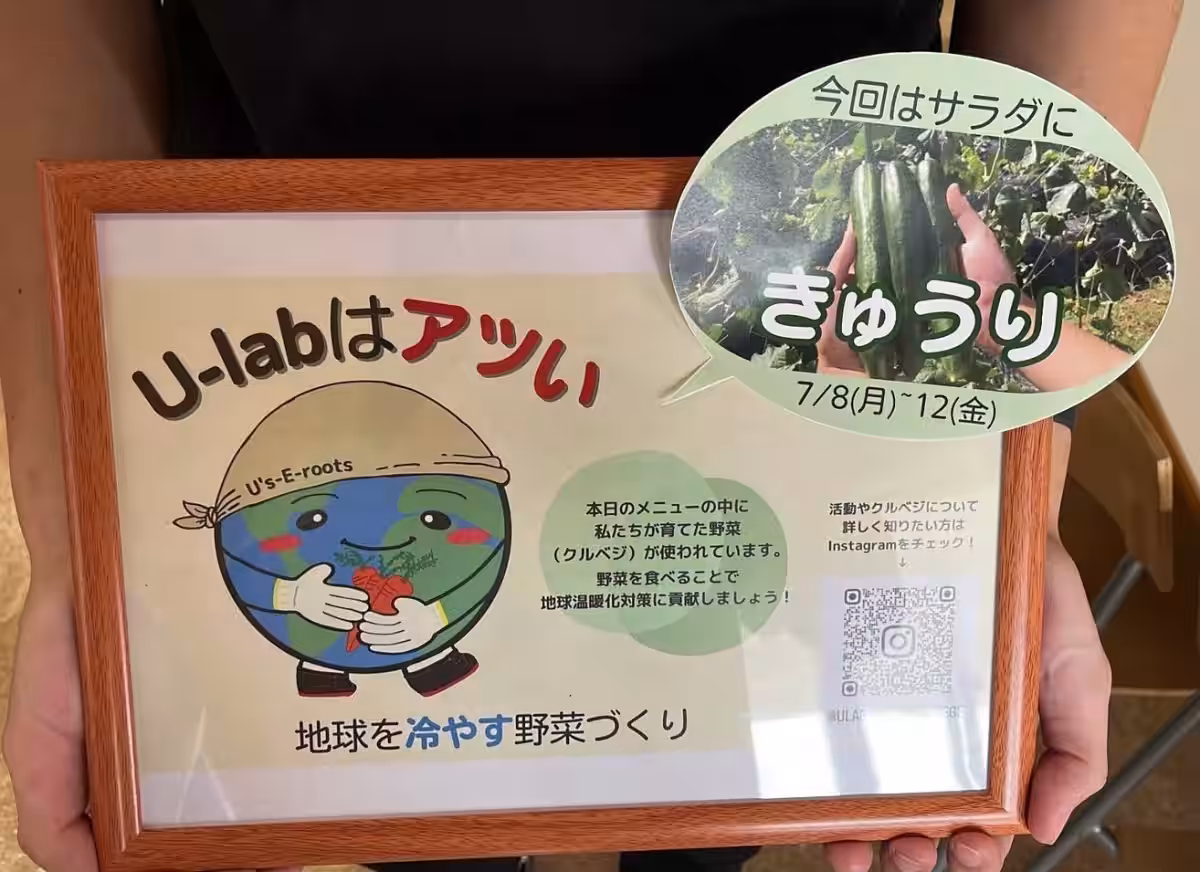 今回はサラダに
きゅうり
7/8(月)~12(金)
U-labはアツい
U's-E-roots
本日のメニューの中に
私たちが育てた野菜
(クルベジ)が使われています。
野菜を食べることで
地球温暖化対策に貢献しましょう!
活動やクルベジについて
詳しく知りたい方は
Instagramをチェック!
↓
地球を冷やす野菜づくり